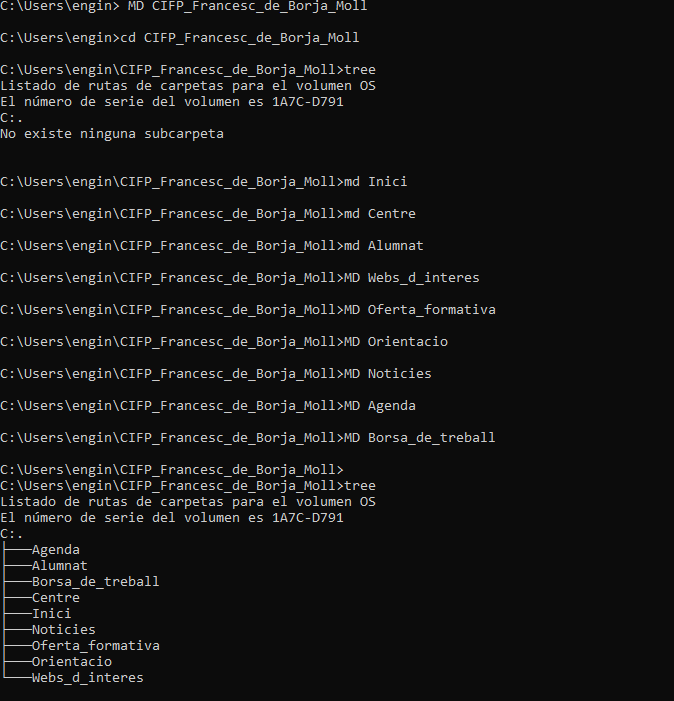 C:\Users\engin> MD CIFP_Francesc_de_Borja_Moll
C:\Users\engin>cd CIFP_Francesc_de_Borja_Moll
C:\Users\engin\CIFP_Francesc_de_Borja_Moll>tree
Listado de rutas de carpetas para el volumen OS
El número de serie del volumen es 1A7C-D791
C:.
No existe ninguna subcarpeta
C:\Users\engin\CIFP_Francesc_de_Borja_Moll>md Inici
C:\Users\engin\CIFP_Francesc_de_Borja_Moll>md Centre
C:\Users\engin\CIFP_Francesc_de_Borja_Moll>md Alumnat
C:\Users\engin\CIFP_Francesc_de_Borja_Moll>MD Webs_d_interes
C:\Users\engin\CIFP_Francesc_de_Borja_Moll>MD Oferta_formativa
C:\Users\engin\CIFP_Francesc_de_Borja_Moll>MD Orientacio
C:\Users\engin\CIFP_Francesc_de_Borja_Moll>MD Noticies
C:\Users\engin\CIFP_Francesc_de_Borja_Moll>MD Agenda
C:\Users\engin\CIFP_Francesc_de_Borja_Moll>MD Borsa_de_treball
C:\Users\engin\CIFP_Francesc_de_Borja_Moll>
C:\Users\engin\CIFP_Francesc_de_Borja_Moll>tree
Listado de rutas de carpetas para el volumen OS
El número de serie del volumen es 1A7C-D791
C:.
├───Agenda
├───Alumnat
├───Borsa_de_treball
├───Centre
├───Inici
├───Noticies
├───Oferta_formativa
├───Orientacio
└───Webs_d_interes